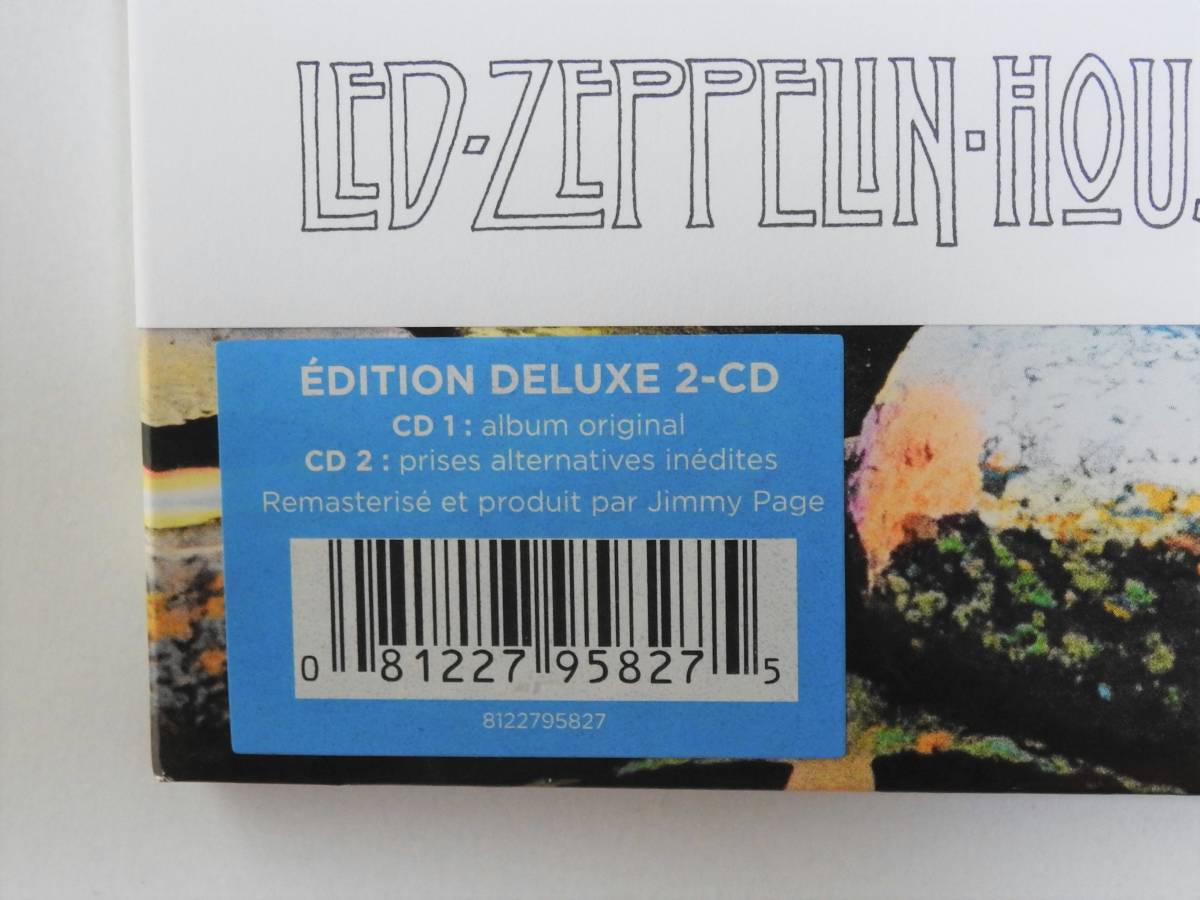 LED·ZEPPELIN·HOU
ÉDITION DELUXE 2-CD
CD 1 : album original
CD 2 : prises alternatives inédites
Remasterisé et produit par Jimmy Page
0 81227 95827 5
8122795827